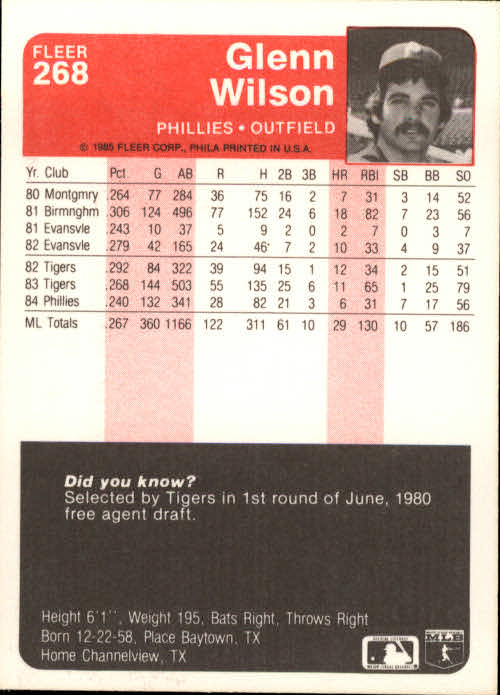 FLEER
268
Glenn
Wilson
PHILLIES • OUTFIELD
© 1985 FLEER CORP., PHILA PRINTED IN U.S.A.
Yr. Club Pct. G AB R H 2B 3B HR RBI SB BB SO
80 Montgmry .264 77 284 36 75 16 2 7 31 3 14 52
81 Birmnghm .306 124 496 77 152 24 6 18 82 7 23 56
81 Evansvle .243 10 37 5 9 2 0 2 7 0 3 7
82 Evansvle .279 42 165 24 46 7 2 10 33 4 9 37
82 Tigers .292 84 322 39 94 15 1 12 34 2 15 51
83 Tigers .268 144 503 55 135 25 6 11 65 1 25 79
84 Phillies .240 132 341 28 82 21 3 6 31 7 17 56
ML Totals .267 360 1166 122 311 61 10 29 130 10 57 186
Did you know?
Selected by Tigers in 1st round of June, 1980
free agent draft.
Height 6'1'', Weight 195, Bats Right, Throws Right
Born 12-22-58, Place Baytown, TX
Home Channelview, TX